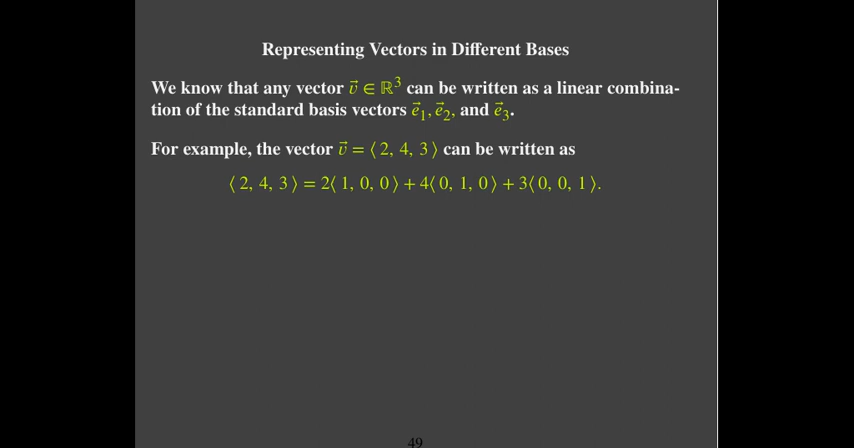 Representing Vectors in Different Bases
We know that any vector v⃗ ∈ ℝ³ can be written as a linear combina-
tion of the standard basis vectors e⃗₁, e⃗₂, and e⃗₃.
For example, the vector v⃗ = ⟨ 2, 4, 3 ⟩ can be written as
⟨ 2, 4, 3 ⟩ = 2⟨ 1, 0, 0 ⟩ + 4⟨ 0, 1, 0 ⟩ + 3⟨ 0, 0, 1 ⟩.
49